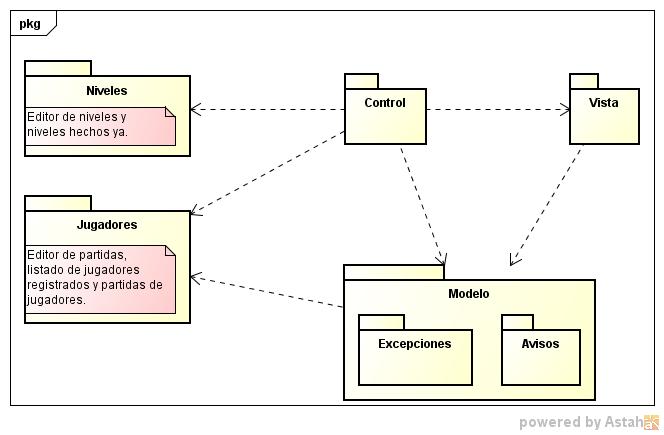 pkg
Niveles
Editor de niveles y
niveles hechos ya.
Control
Vista
Jugadores
Editor de partidas,
listado de jugadores
registrados y partidas de
jugadores.
Modelo
Excepciones
Avisos
powered by Astah